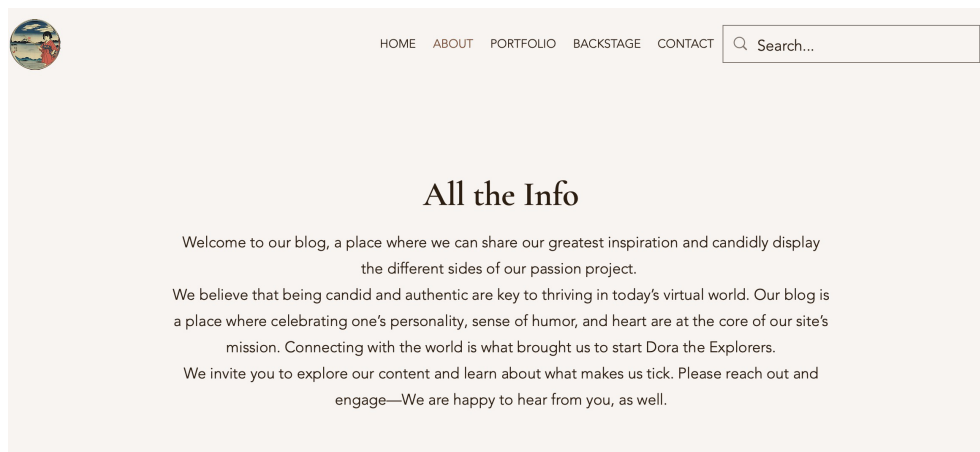 HOME ABOUT PORTFOLIO BACKSTAGE CONTACT Search...
All the Info
Welcome to our blog, a place where we can share our greatest inspiration and candidly display
the different sides of our passion project.
We believe that being candid and authentic are key to thriving in today’s virtual world. Our blog is
a place where celebrating one’s personality, sense of humor, and heart are at the core of our site’s
mission. Connecting with the world is what brought us to start Dora the Explorers.
We invite you to explore our content and learn about what makes us tick. Please reach out and
engage—We are happy to hear from you, as well.